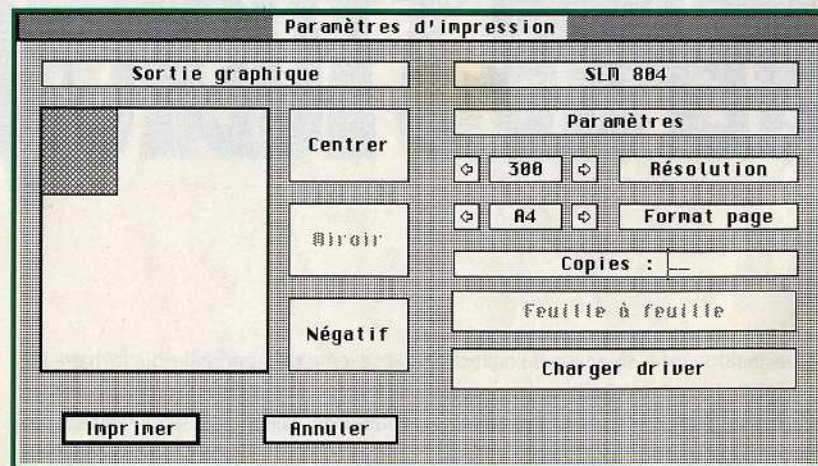 Paramètres d'impression
Sortie graphique
SLM 804
Centrer
Paramètres
300
Résolution
Miroir
A4
Format page
Copies : __
Négatif
Feuille à feuille
Charger driver
Imprimer
Annuler